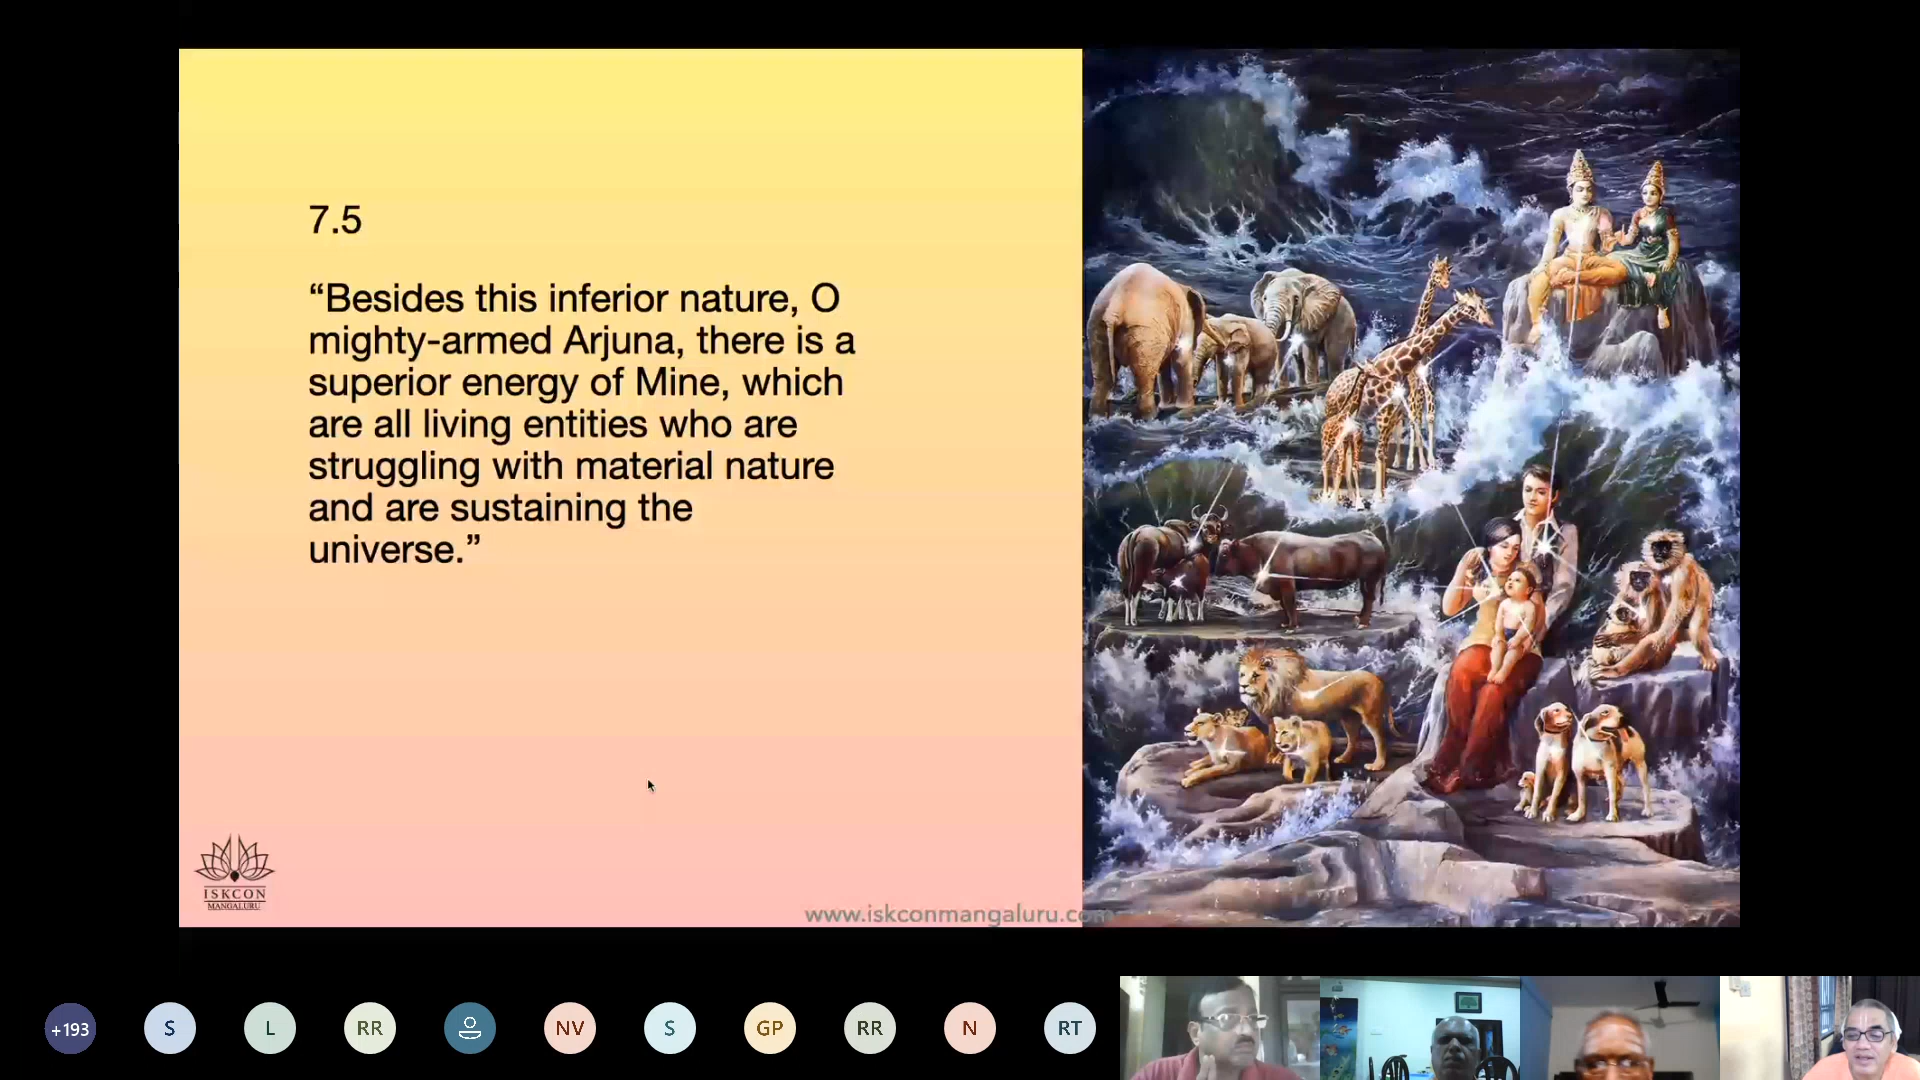 7.5
“Besides this inferior nature, O
mighty-armed Arjuna, there is a
superior energy of Mine, which
are all living entities who are
struggling with material nature
and are sustaining the
universe.”
ISKCON
MANGALURU
www.iskconmangaluru.com
+193
S
L
RR
NV
S
GP
RR
N
RT